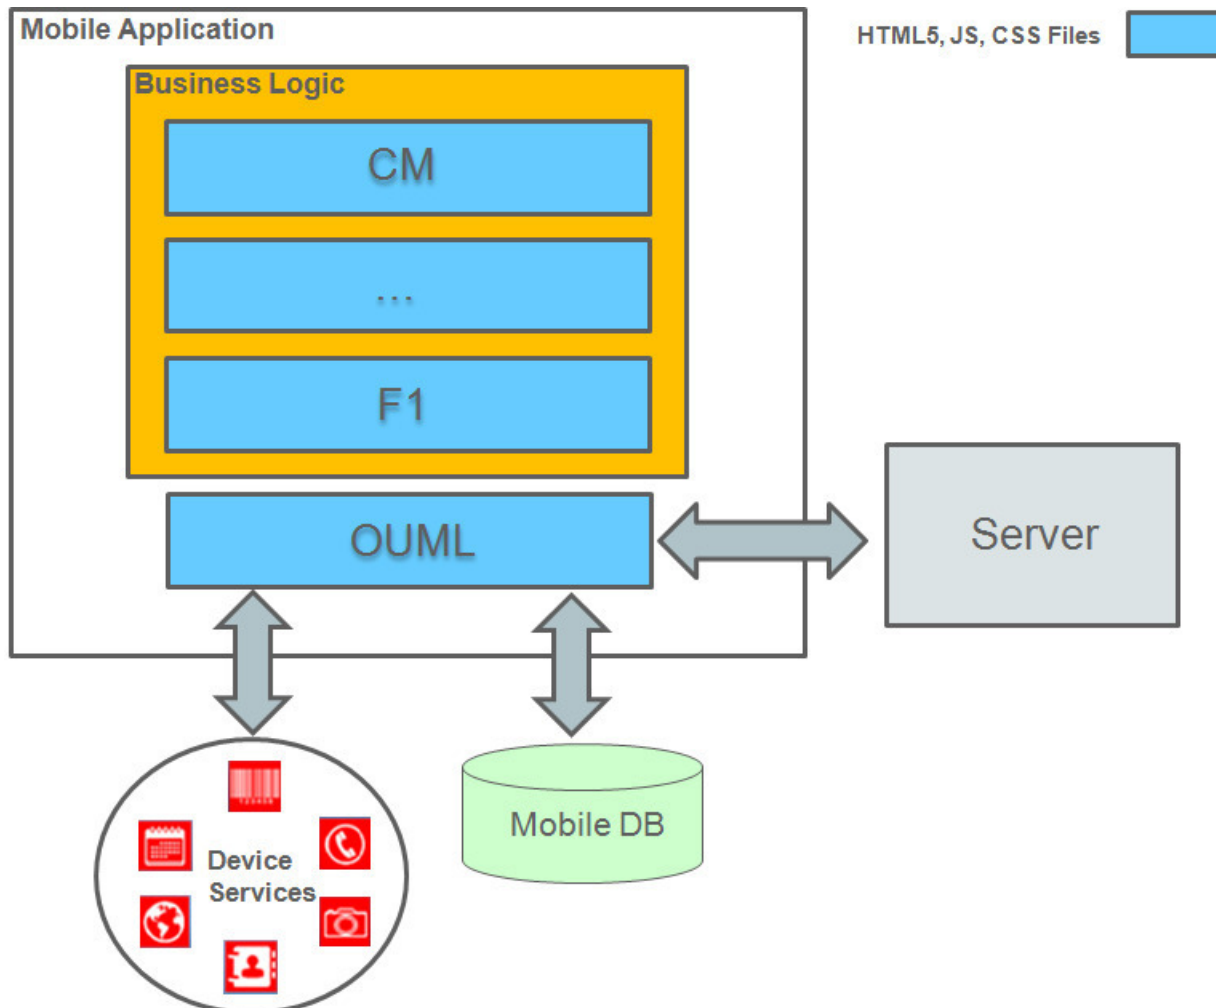 Mobile Application
HTML5, JS, CSS Files
Business Logic
CM
...
F1
OUML
Server
Mobile DB
Device
Services